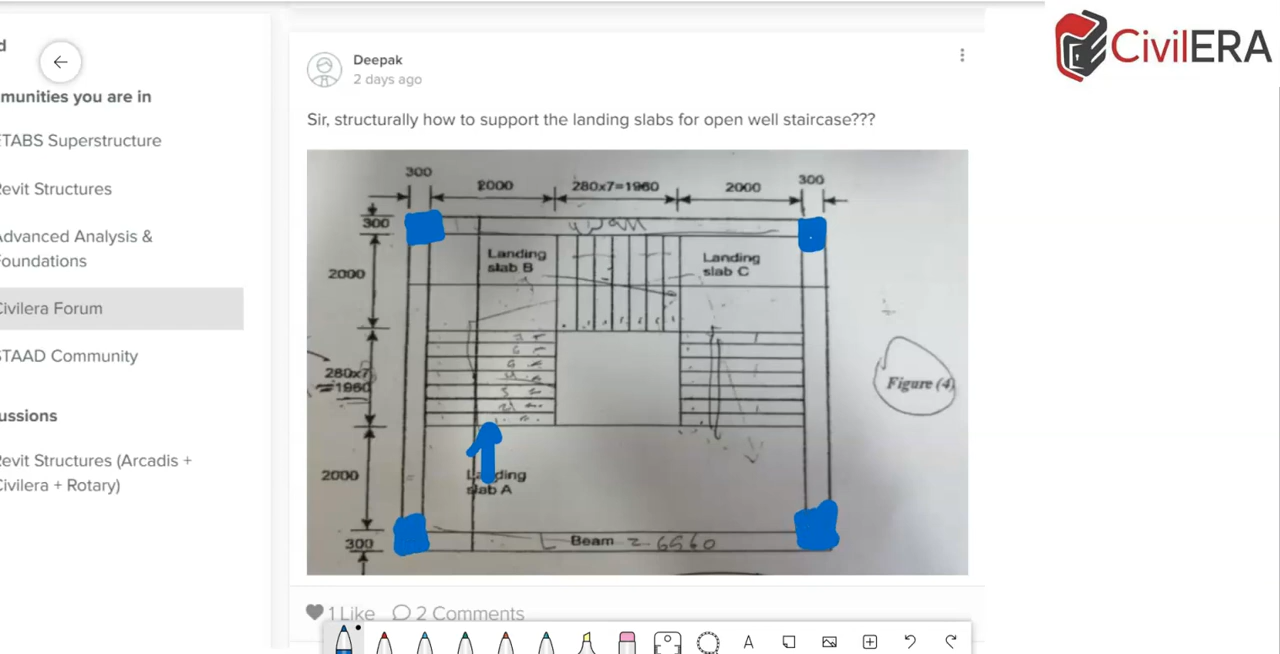 d
munities you are in
ETABS Superstructure
Revit Structures
Advanced Analysis &
Foundations
Civilera Forum
STAAD Community
ussions
Revit Structures (Arcadis +
Civilera + Rotary)
Deepak
2 days ago
Sir, structurally how to support the landing slabs for open well staircase???
300
2000
280x7=1960
2000
300
300
Landing
slab B
Landing
slab C
2000
280x7
=1960
Figure (4)
2000
Landing
slab A
300
Beam = 6560
1 Like
2 Comments
A
CivilERA